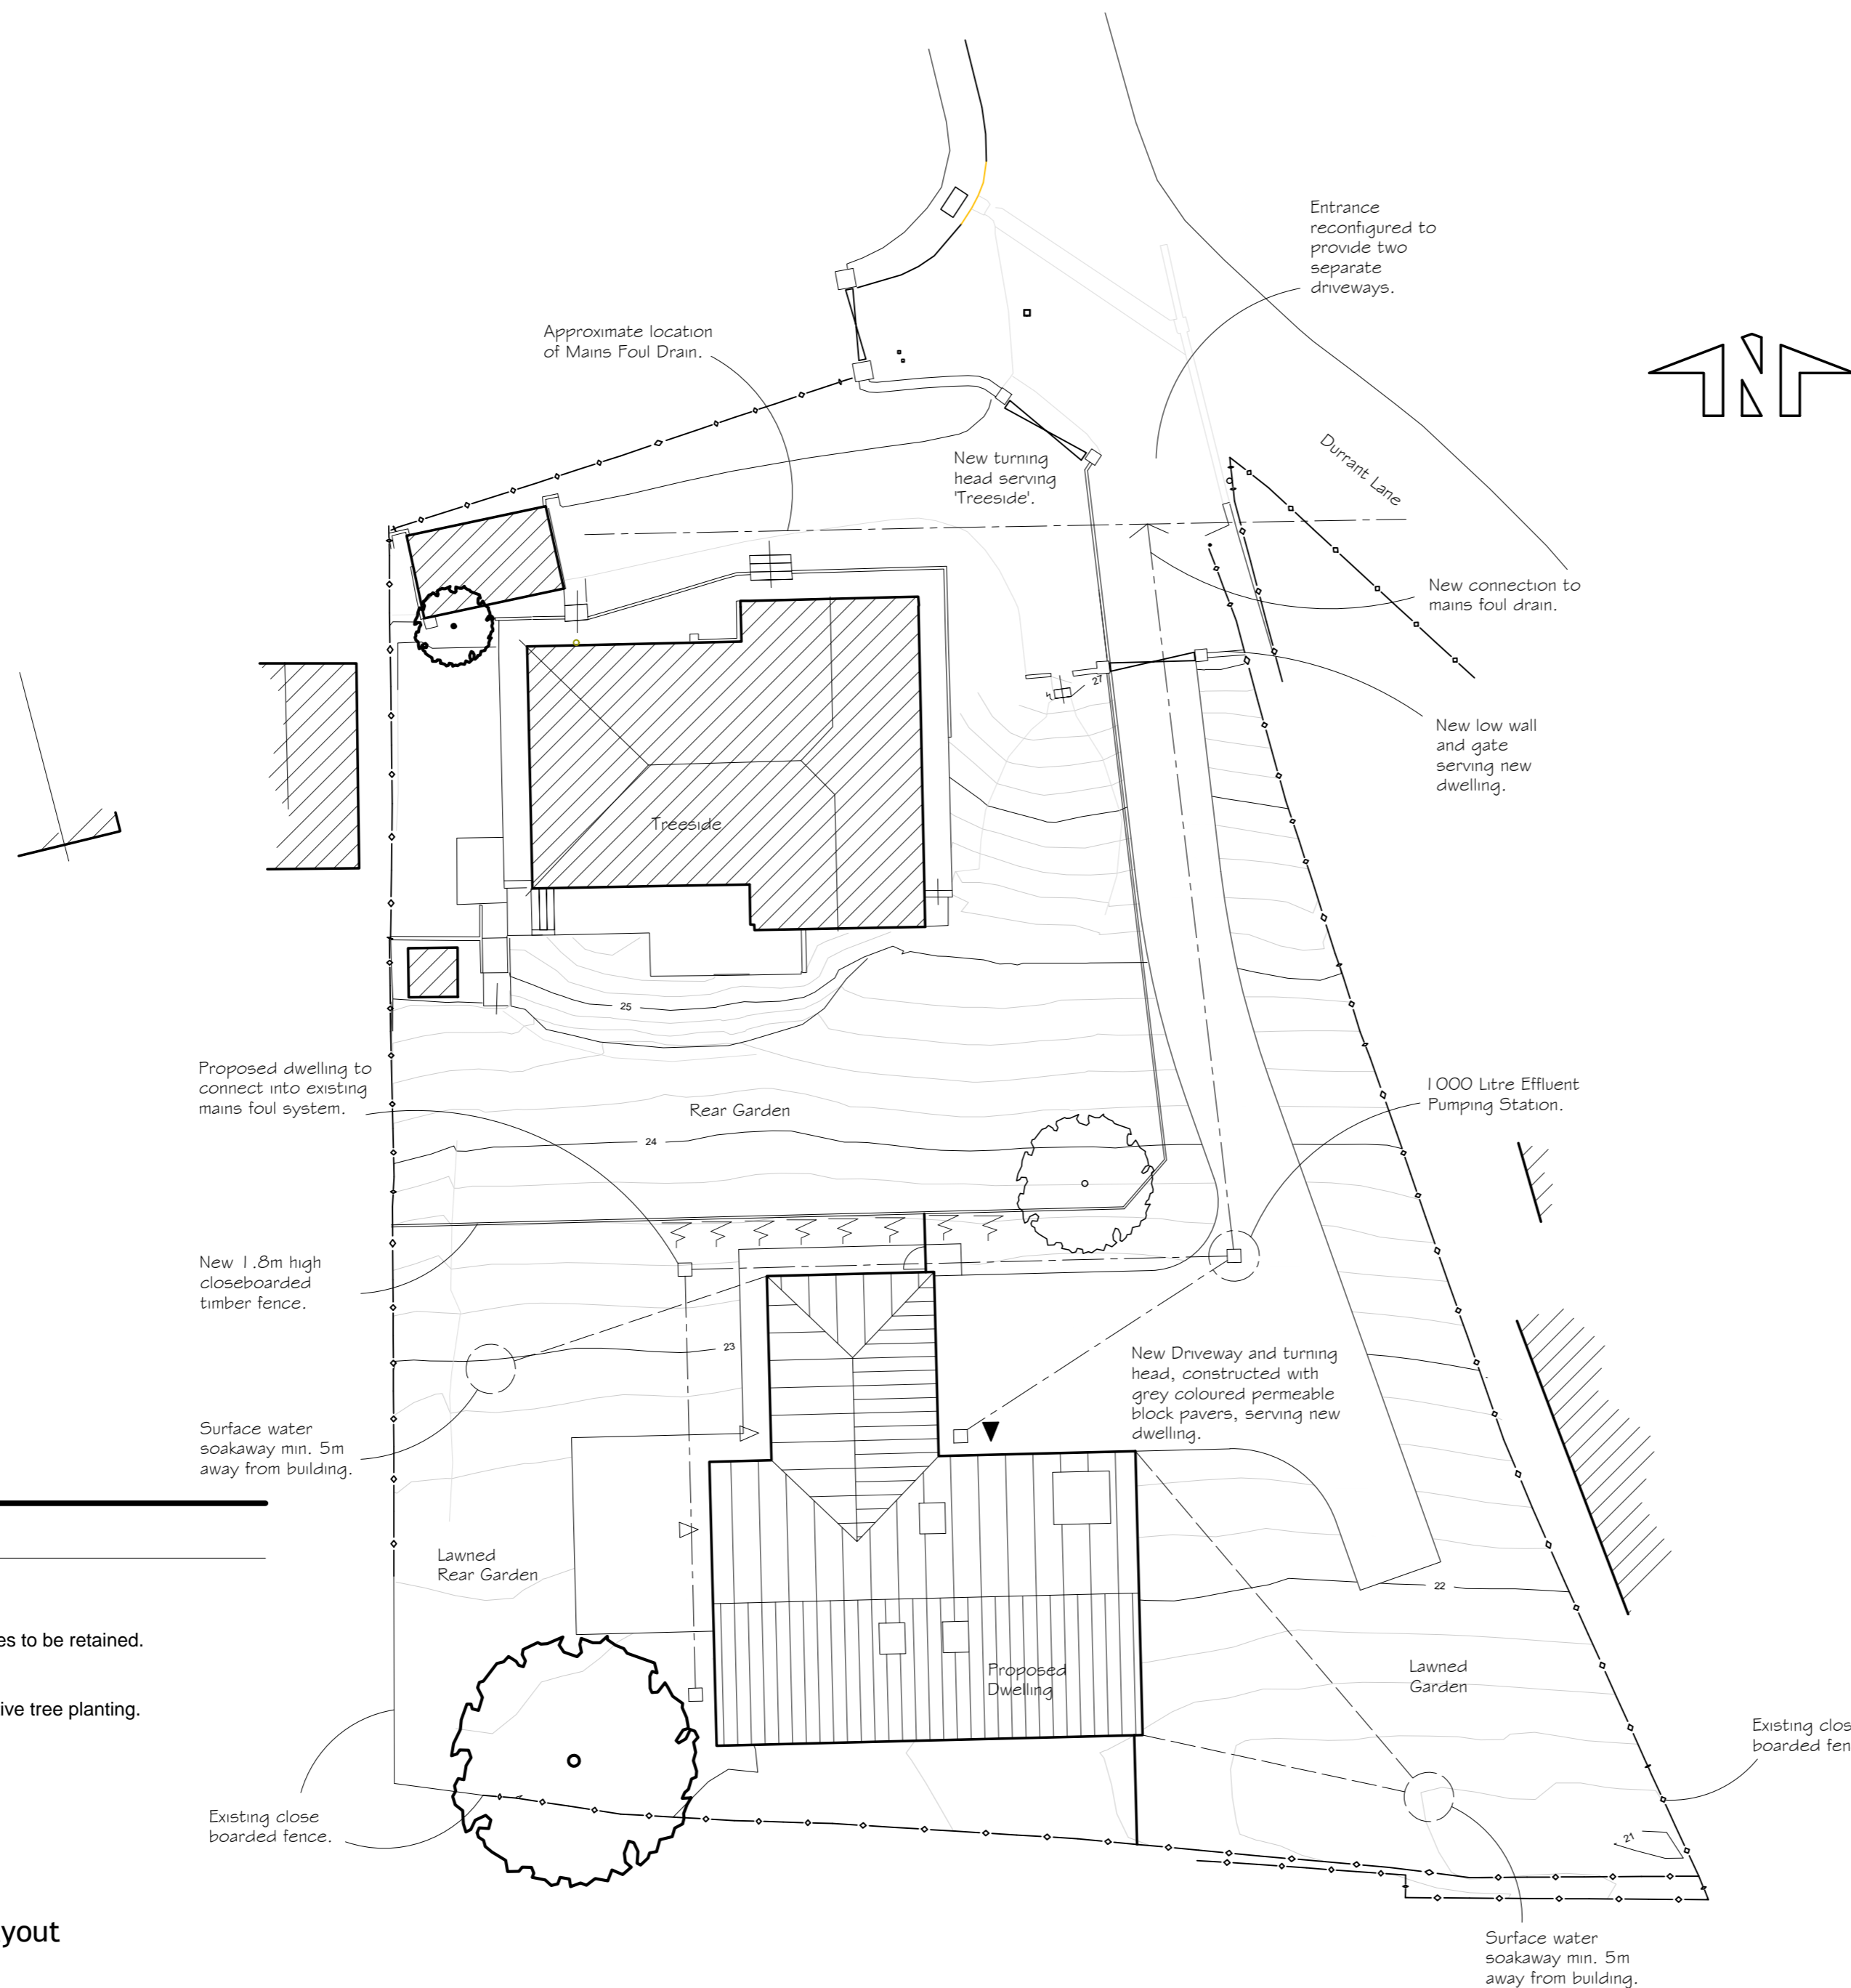 Entrance
reconfigured to
provide two
separate
driveways.
Approximate location
of Mains Foul Drain.
N
Durrant Lane
New turning
head serving
'Treeside'.
New connection to
mains foul drain.
27
New low wall
and gate
serving new
dwelling.
Treeside
25
Proposed dwelling to
connect into existing
mains foul system.
1000 Litre Effluent
Pumping Station.
Rear Garden
24
New 1.8m high
closeboarded
timber fence.
23
New Driveway and turning
head, constructed with
grey coloured permeable
block pavers, serving new
dwelling.
Surface water
soakaway min. 5m
away from building.
Lawned
Rear Garden
22
es to be retained.
Proposed
Dwelling
Lawned
Garden
ive tree planting.
Existing clos
boarded fen
Existing close
boarded fence.
21
yout
Surface water
soakaway min. 5m
away from building.